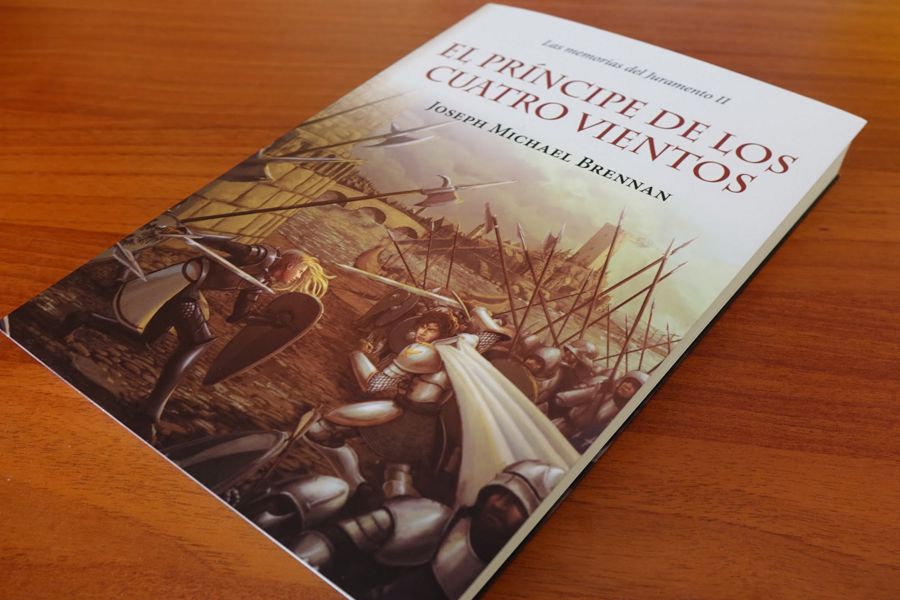 Las memorias del Juramento II
EL PRÍNCIPE DE LOS
CUATRO VIENTOS
JOSEPH MICHAEL BRENNAN